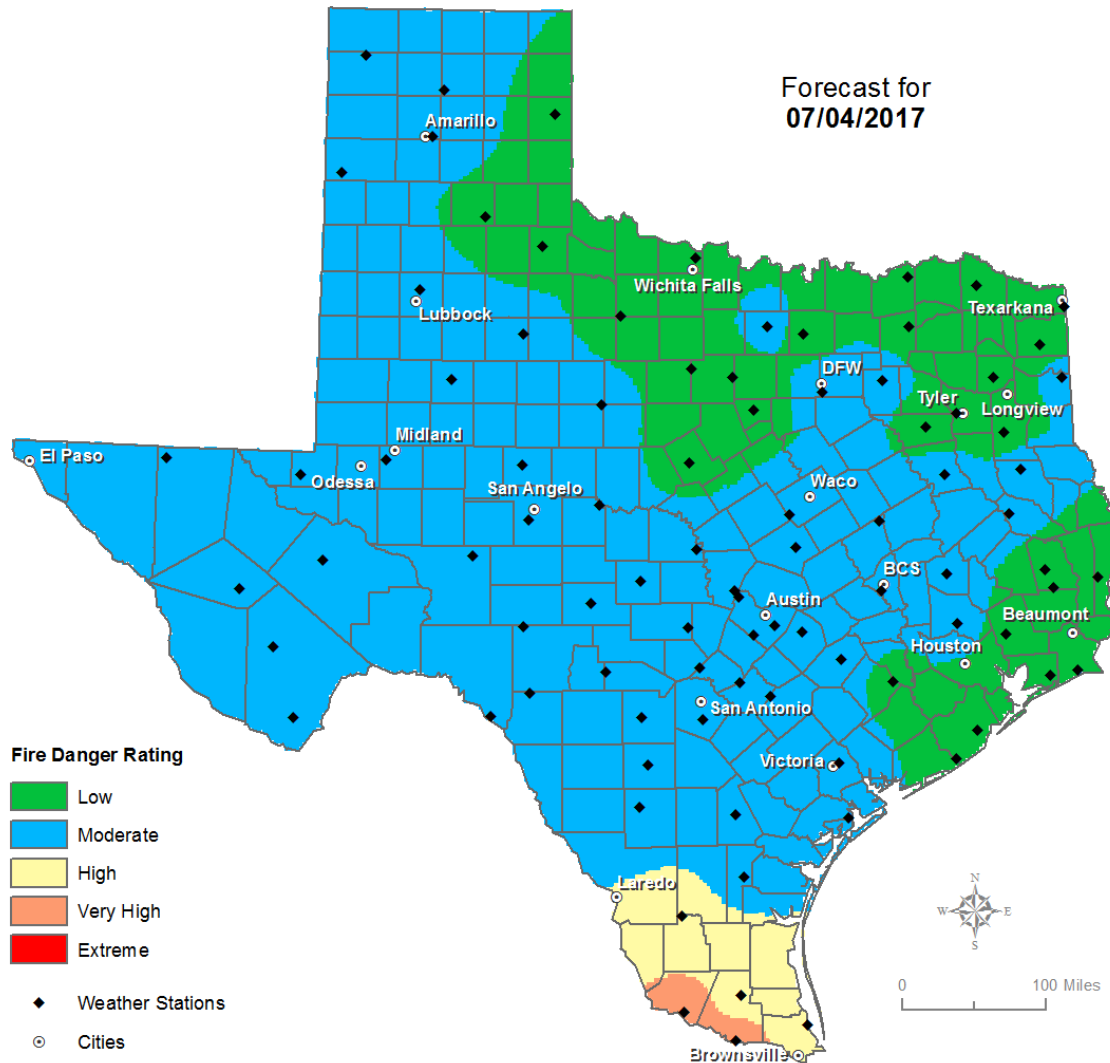 Forecast for
07/04/2017
Amarillo
Wichita Falls
Lubbock
Texarkana
DFW
Tyler
Longview
Midland
El Paso
Odessa
San Angelo
Waco
BCS
Austin
Beaumont
Houston
San Antonio
Victoria
Laredo
Brownsville
Fire Danger Rating
Low
Moderate
High
Very High
Extreme
Weather Stations
Cities
N
W E
S
0 100 Miles